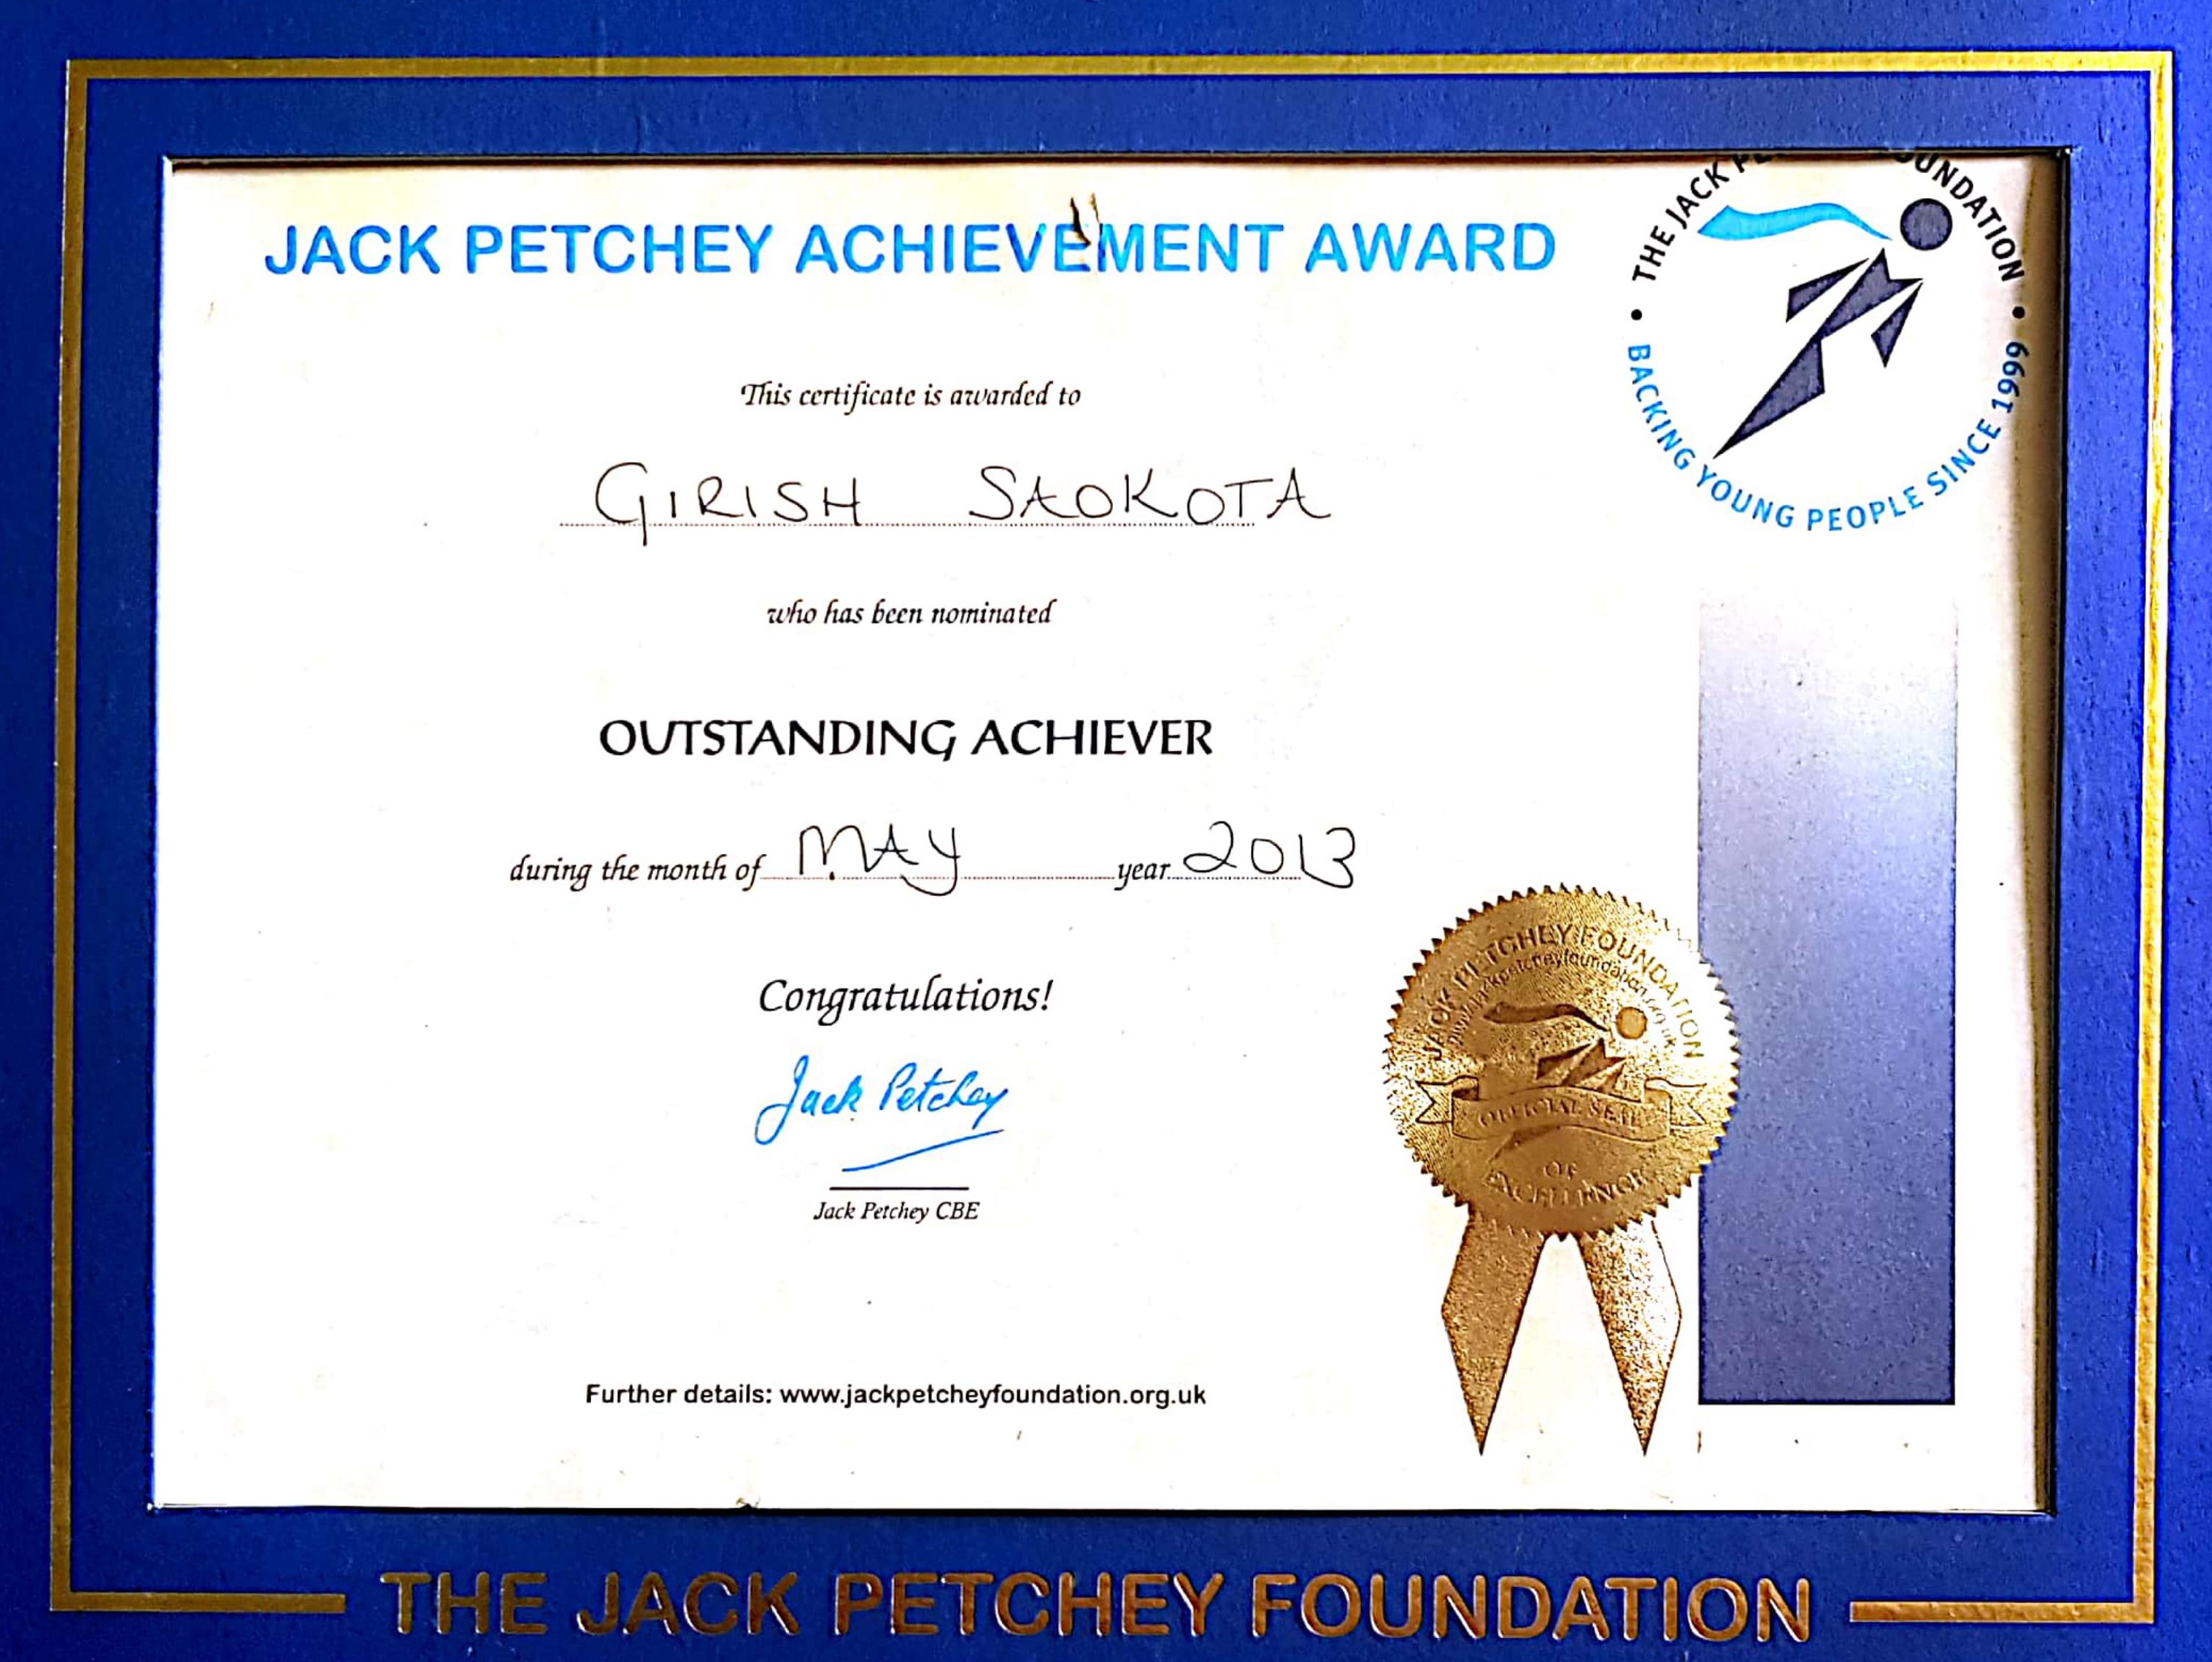 JACK PETCHEY ACHIEVEMENT AWARD
THE JACK PETCHEY FOUNDATION
BACKING YOUNG PEOPLE SINCE 1999
This certificate is awarded to
GIRISH SAOKOTA
who has been nominated
OUTSTANDING ACHIEVER
during the month of MAY year 2013
Congratulations!
Jack Petchey
Jack Petchey CBE
JACK PETCHEY FOUNDATION
www.jackpetcheyfoundation.org.uk
OFFICIAL SEAL
OF
EXCELLENCE
Further details: www.jackpetcheyfoundation.org.uk
THE JACK PETCHEY FOUNDATION